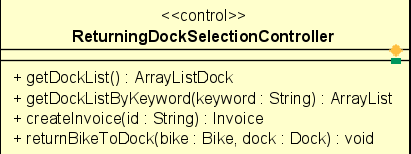 <<control>>
ReturningDockSelectionController
+ getDockList() : ArrayListDock
+ getDockListByKeyword(keyword : String) : ArrayList
+ createInvoice(id : String) : Invoice
+ returnBikeToDock(bike : Bike, dock : Dock) : void